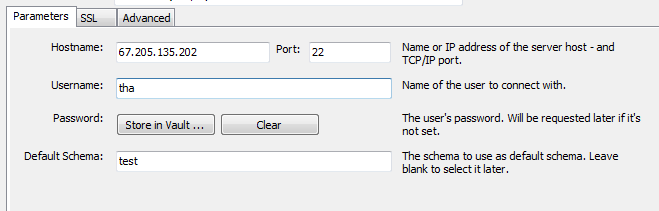 Parameters SSL Advanced
Hostname: 67.205.135.202 Port: 22 Name or IP address of the server host - and
TCP/IP port.
Username: tha Name of the user to connect with.
Password: Store in Vault ... Clear The user's password. Will be requested later if it's
not set.
Default Schema: test The schema to use as default schema. Leave
blank to select it later.